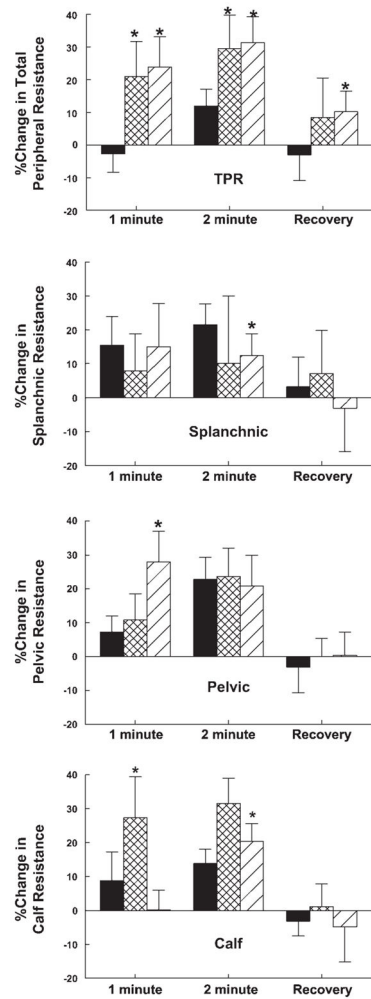 %Change in Total
Peripheral Resistance
40
30
20
10
0
-10
-20
* * * * *
TPR
1 minute 2 minute Recovery
%Change in
Splanchnic Resistance
40
30
20
10
0
-10
-20
*
Splanchnic
1 minute 2 minute Recovery
%Change in
Pelvic Resistance
40
30
20
10
0
-10
-20
*
Pelvic
1 minute 2 minute Recovery
%Change in
Calf Resistance
40
30
20
10
0
-10
-20
* *
Calf
1 minute 2 minute Recovery